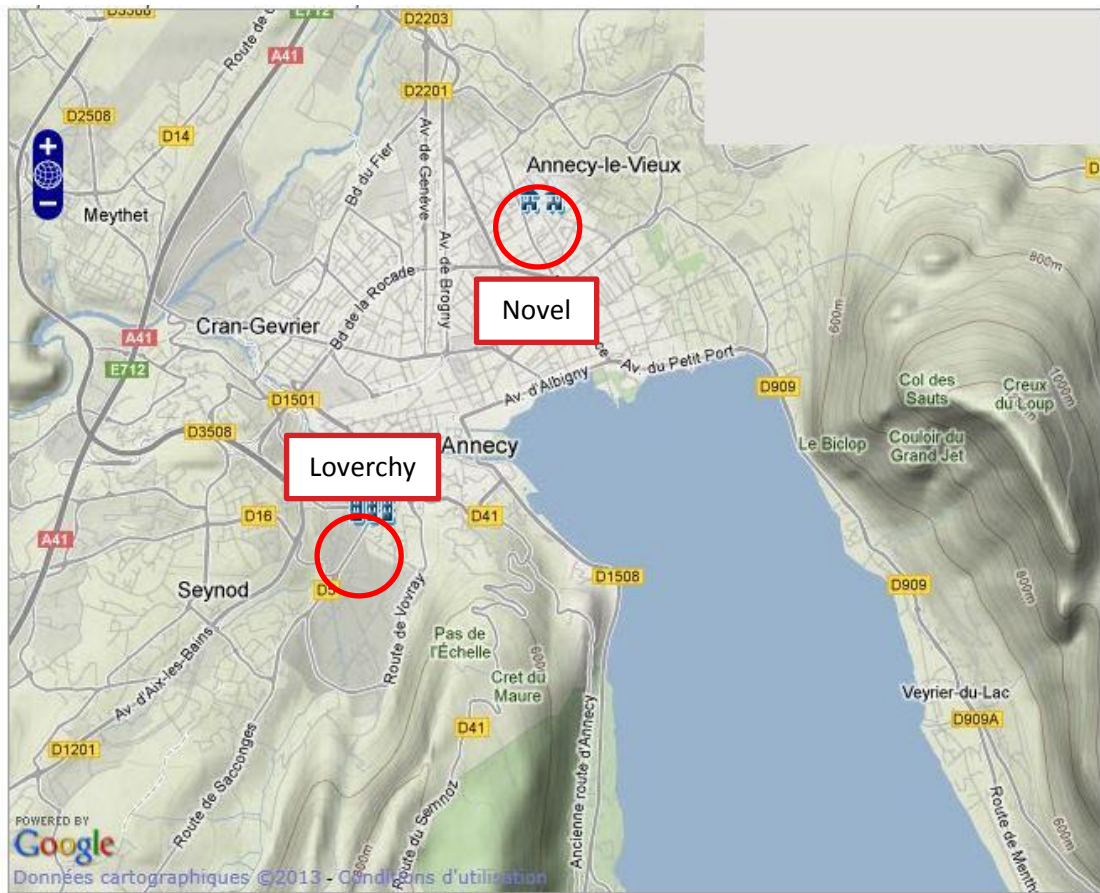 D3508
E712
D2203
Route de
A41
D2201
D2508
D14
Av. de Genève
Bd du Fier
Annecy-le-Vieux
Meythet
800m
Av. de Brogny
Novel
600m
Bd de la Rocade
Cran-Gevrier
A41
E712
1000m
Av. du Petit Port
Av. d'Albigny
D909
Col des
Sauts
Creux
du Loup
D1501
D3508
Annecy
Le Biclop
Couloir du
Grand Jet
Loverchy
D16
D41
A41
D1508
D909
800m
Seynod
D5
Route de Vovray
Pas de
l'Échelle
600m
Cret du
Maure
Av. d'Aix-les-Bains
Veyrier-du-Lac
D909A
D41
D1201
Route de Sacconges
Route du Semnoz
Ancienne route d'Annecy
600m
600m
Route de Menth
POWERED BY
Google
Données cartographiques ©2013 - Conditions d'utilisation